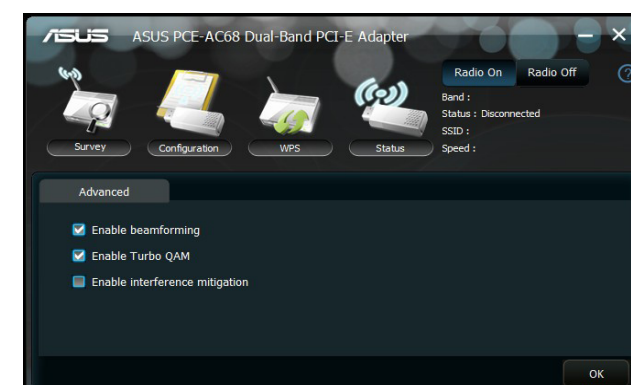 ASUS ASUS PCE-AC68 Dual-Band PCI-E Adapter
Radio On Radio Off ?
Band :
Status : Disconnected
SSID :
Speed :
Survey Configuration WPS Status
Advanced
Enable beamforming
Enable Turbo QAM
Enable interference mitigation
OK